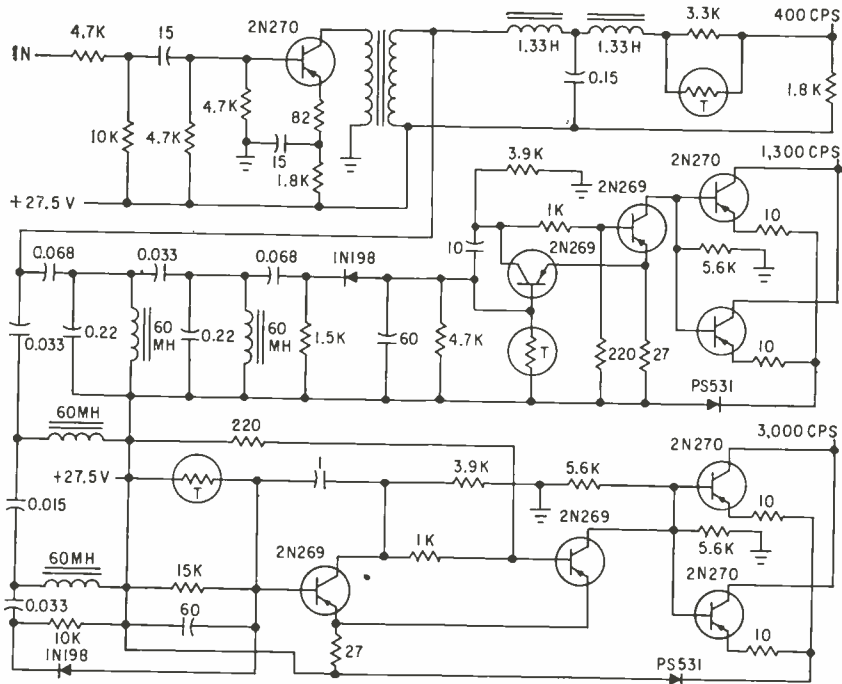 IN
4.7K
15
2N270
1.33H
1.33H
3.3K
400 CPS
0.15
T
1.8K
10K
4.7K
4.7K
82
15
1.8K
+27.5V
3.9K
1,300 CPS
2N269
2N270
1K
10
2N269
10
5.6K
0.068
0.033
0.068
1N198
0.033
0.22
60
MH
0.22
60
MH
1.5K
60
4.7K
T
220
27
10
PS531
60MH
220
+27.5V
T
1
3.9K
5.6K
2N270
3,000 CPS
0.015
2N269
1K
2N269
10
5.6K
60MH
15K
2N270
0.033
60
10K
1N198
27
10
PS531